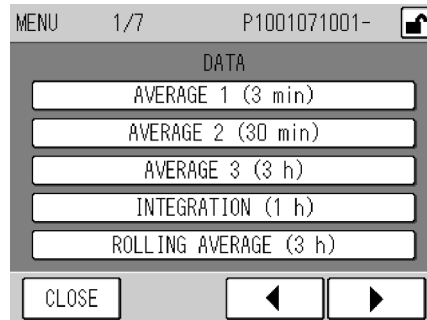 MENU 1/7 P1001071001-
DATA
AVERAGE 1 (3 min)
AVERAGE 2 (30 min)
AVERAGE 3 (3 h)
INTEGRATION (1 h)
ROLLING AVERAGE (3 h)
CLOSE